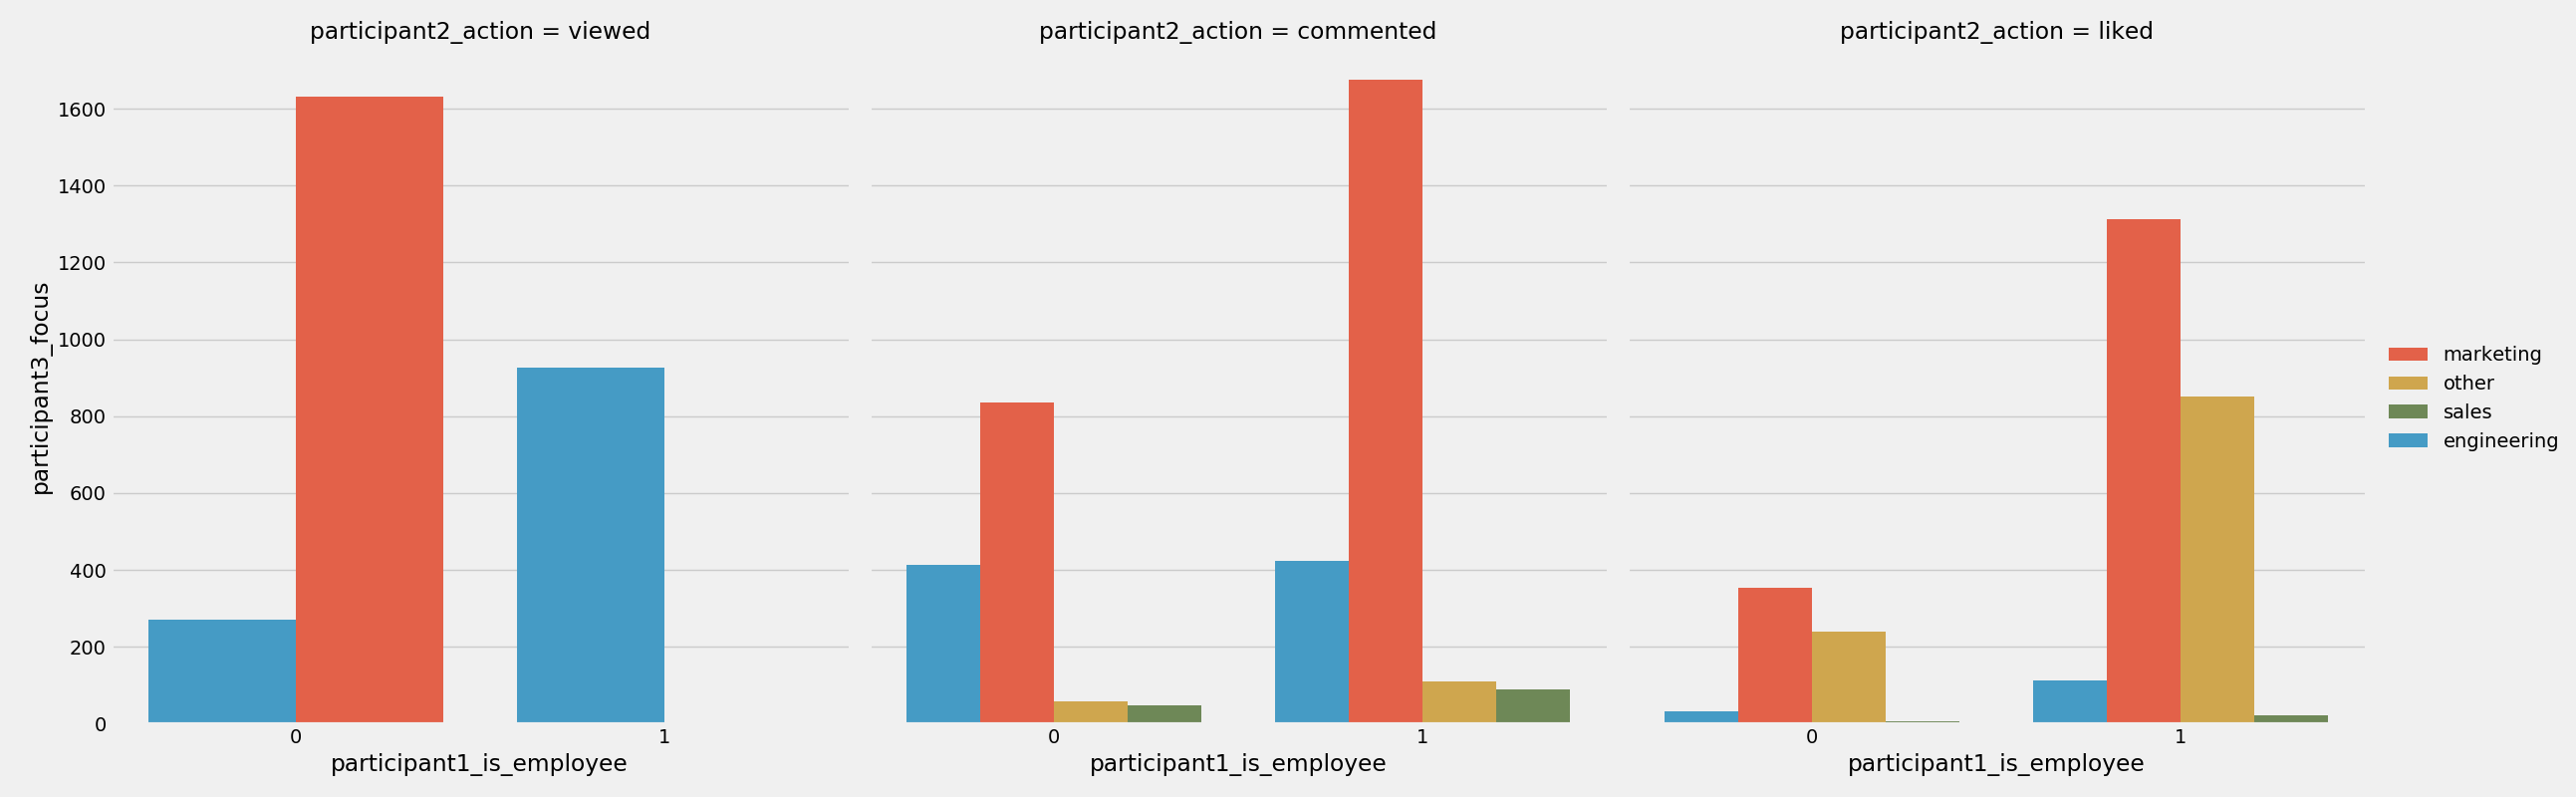 participant2_action = viewed
participant2_action = commented
participant2_action = liked
participant3_focus
1600
1400
1200
1000
800
600
400
200
0
0 1
0 1
0 1
participant1_is_employee
participant1_is_employee
participant1_is_employee
marketing
other
sales
engineering